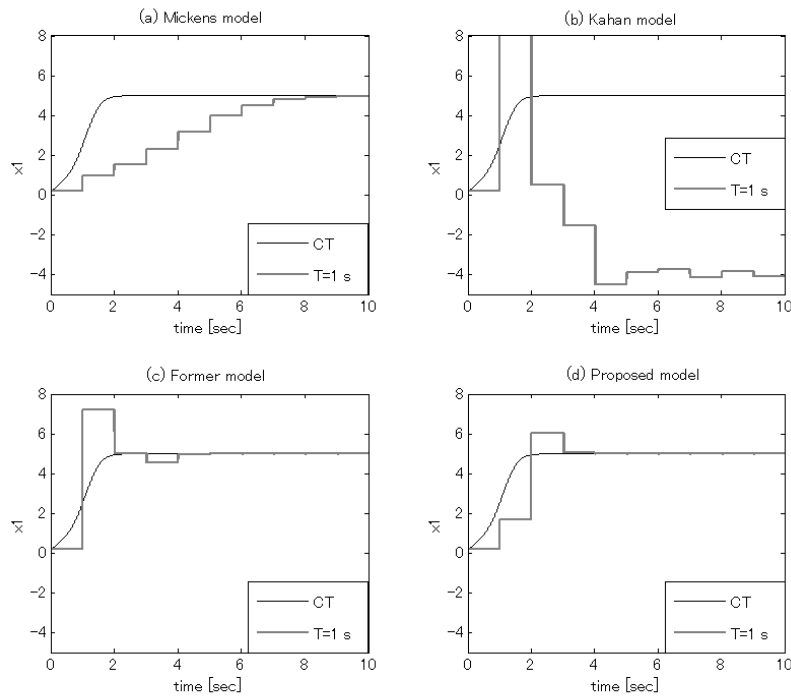 (a) Mickens model
8
6
4
2
0
−2
−4
x1
CT
T=1 s
0 2 4 6 8 10
time [sec]
(b) Kahan model
8
6
4
2
0
−2
−4
x1
CT
T=1 s
0 2 4 6 8 10
time [sec]
(c) Former model
8
6
4
2
0
−2
−4
x1
CT
T=1 s
0 2 4 6 8 10
time [sec]
(d) Proposed model
8
6
4
2
0
−2
−4
x1
CT
T=1 s
0 2 4 6 8 10
time [sec]